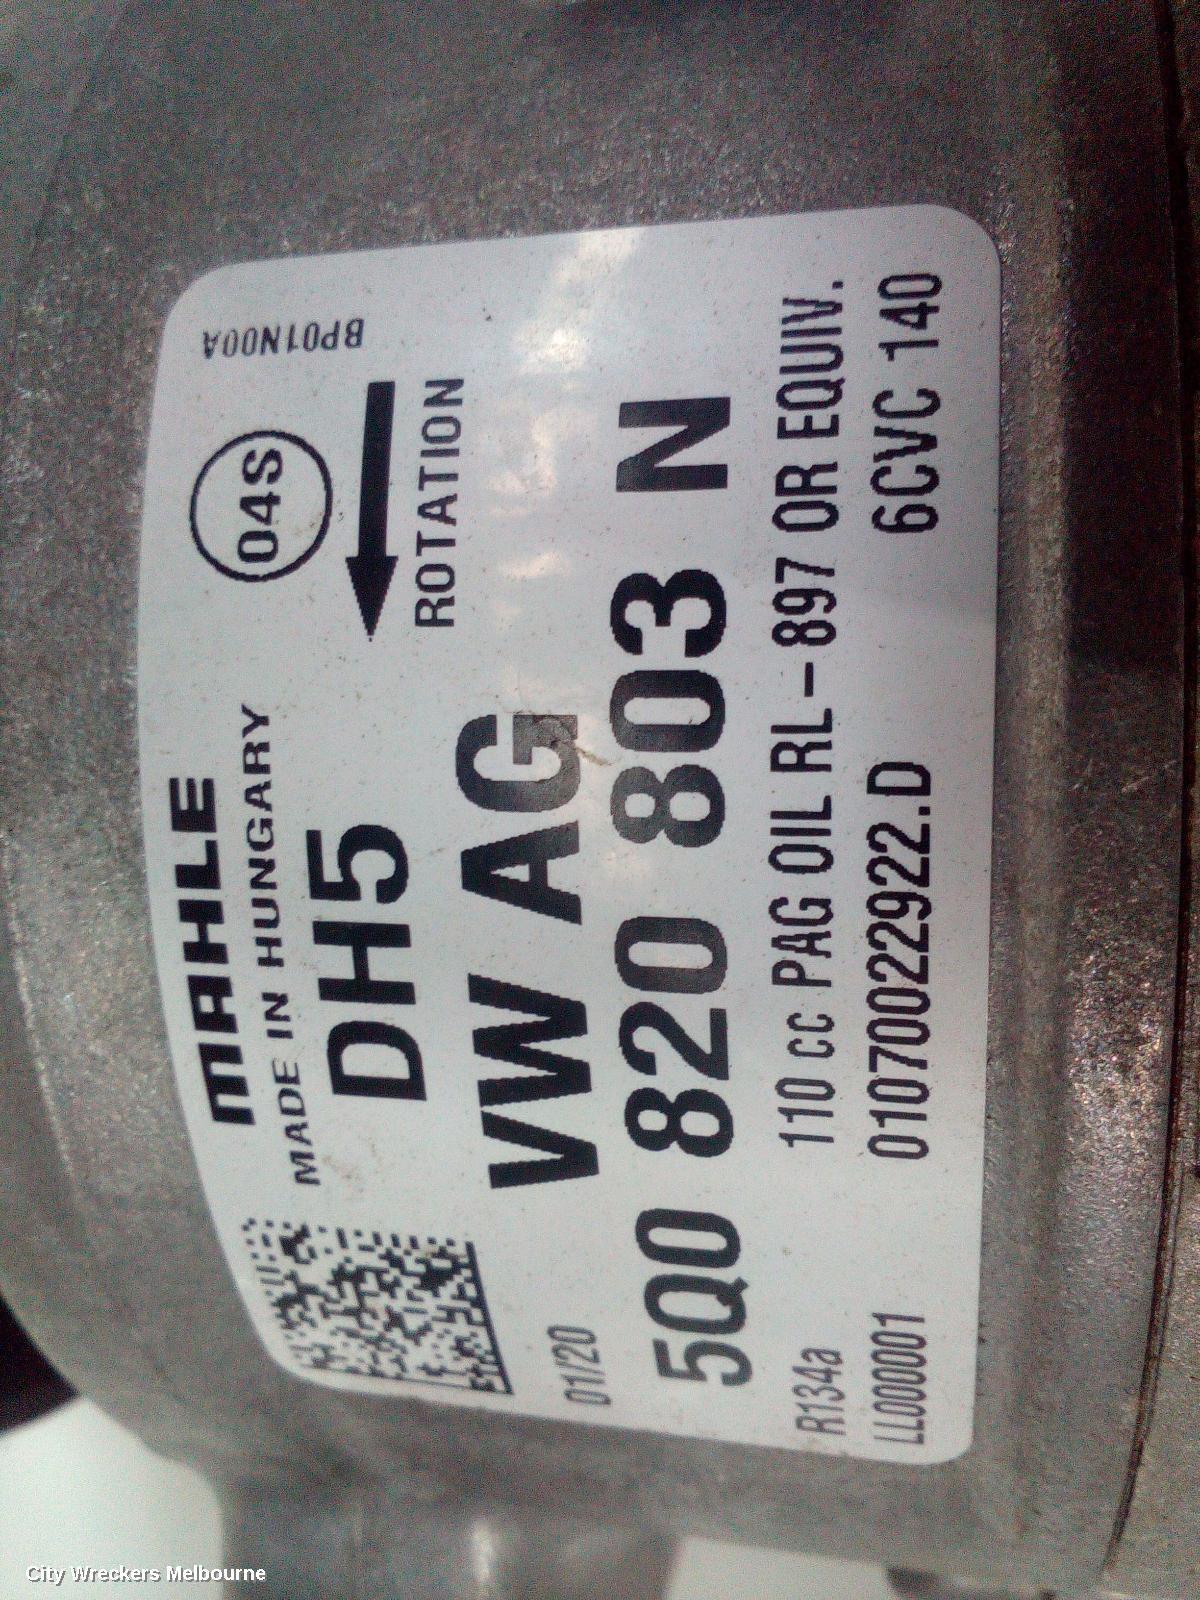 MAHLE
MADE IN HUNGARY
DH5
04S
ROTATION
BP01N00A
01/20
VW AG
5Q0 820 803 N
R134a
110 cc PAG OIL RL-897 OR EQUIV.
LL000001
0107002922.D
6CVC 140
City Wreckers Melbourne